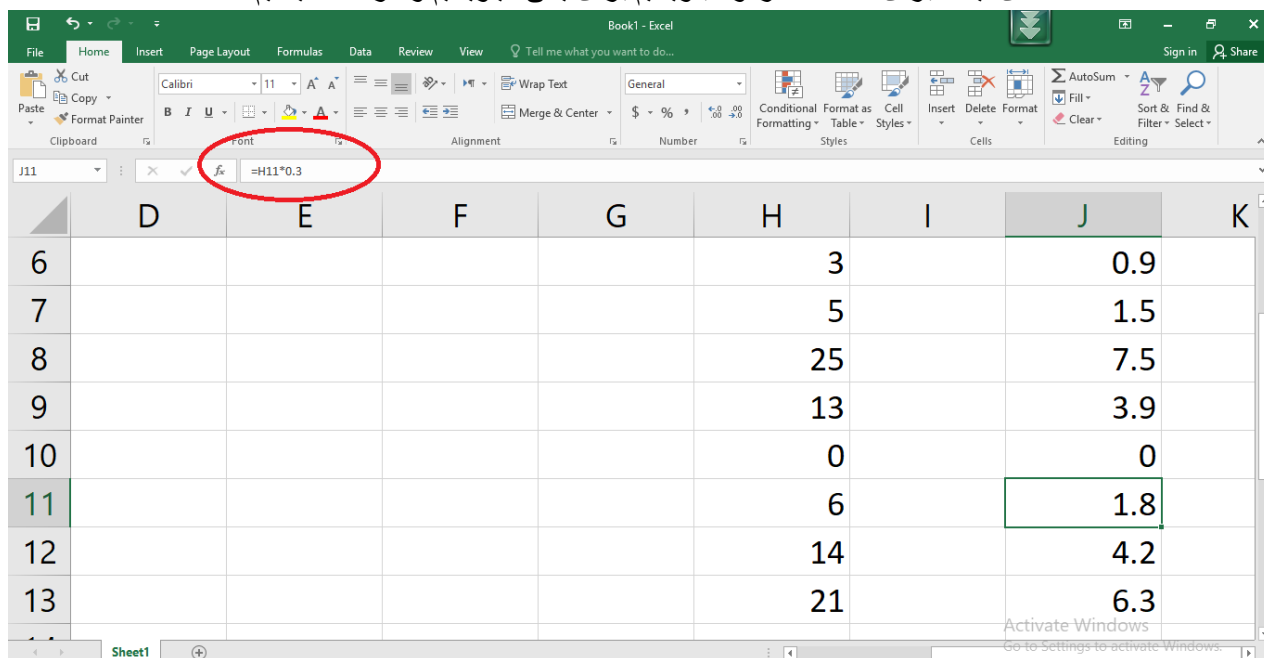 Book1 - Excel
File Home Insert Page Layout Formulas Data Review View Tell me what you want to do... Sign in Share
Paste Cut Calibri 11 A A Wrap Text General Conditional Format as Cell Insert Delete Format AutoSum Sort & Find &
Copy Fill
Format Painter B I U A Merge & Center $ % , .0 .00 .00 .0 Formatting Table Styles Clear Filter Select
Clipboard Font Alignment Number Styles Cells Editing
J11 fx =H11*0.3
D E F G H I J K
6 3 0.9
7 5 1.5
8 25 7.5
9 13 3.9
10 0 0
11 6 1.8
12 14 4.2
13 21 6.3
Activate Windows
Go to Settings to activate Windows.
Sheet1